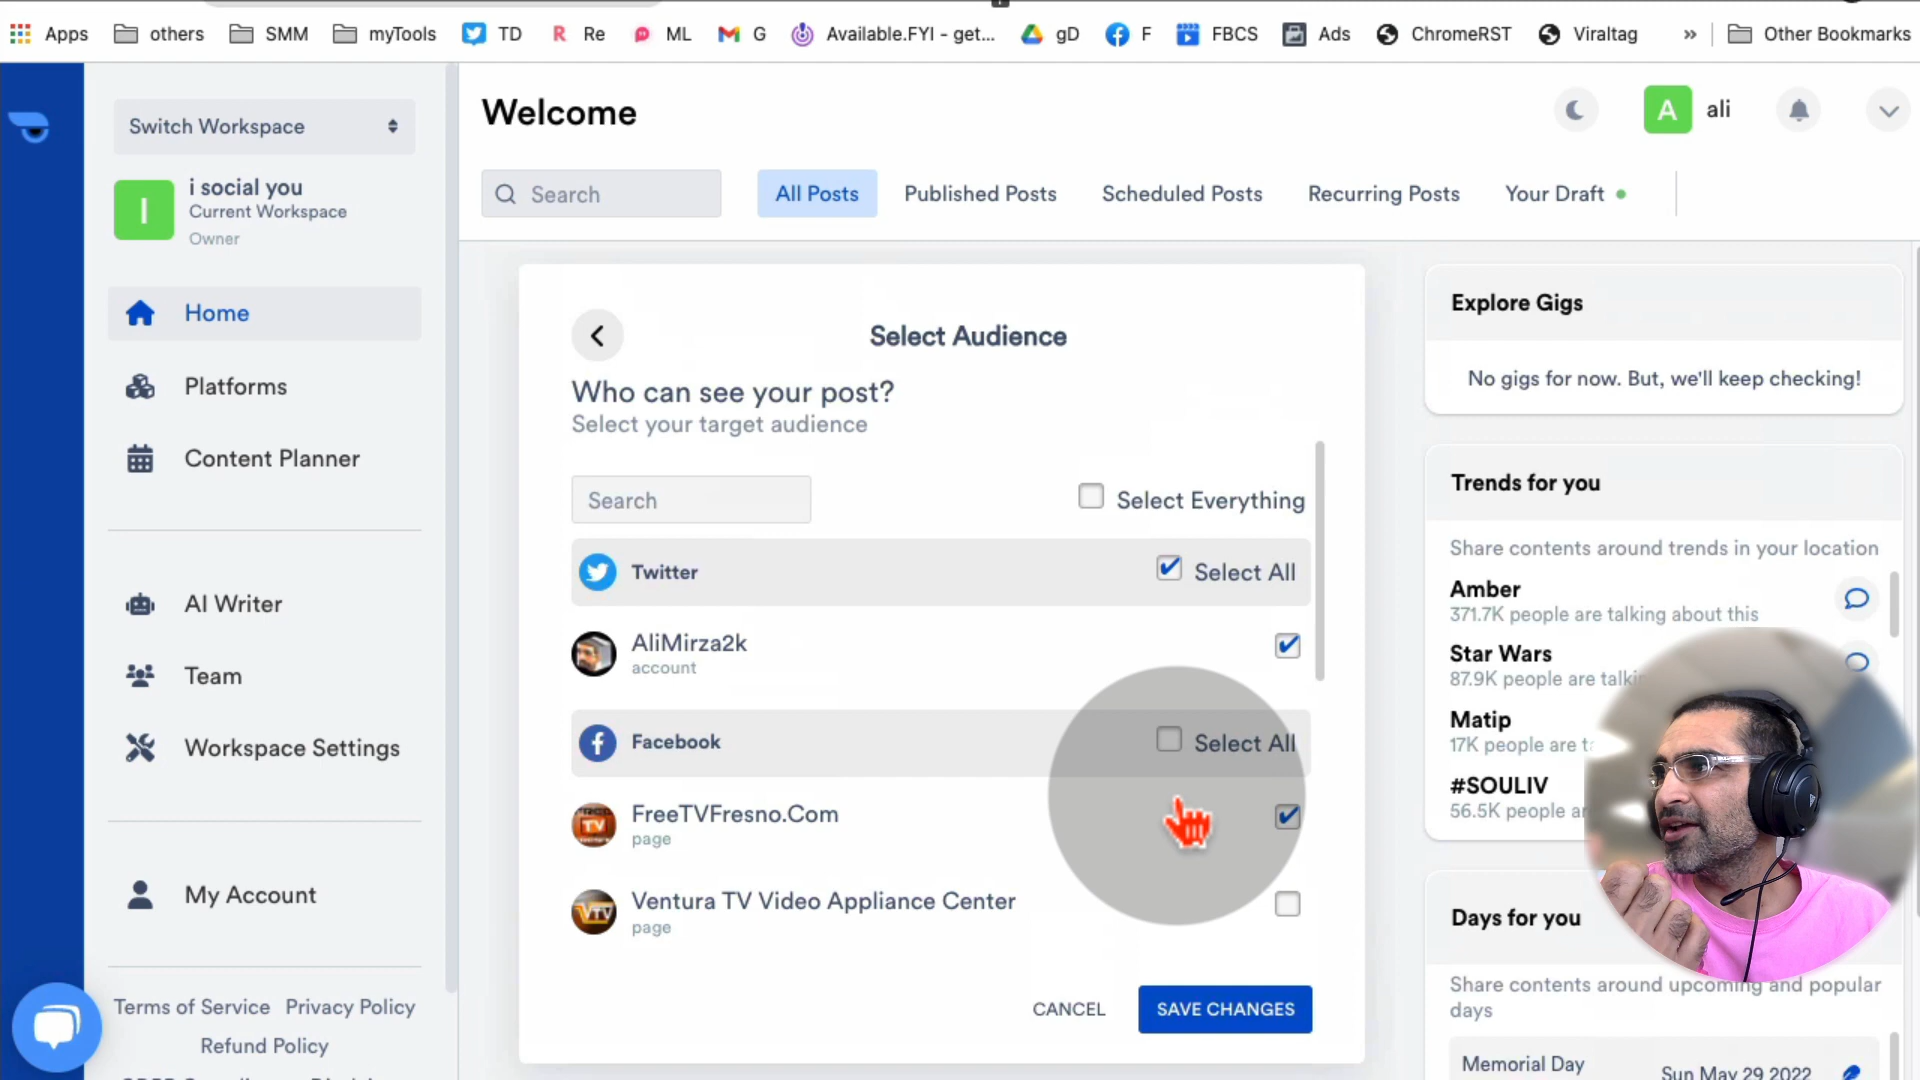 Apps
others
SMM
myTools
TD
Re
ML
G
Available.FYI - get...
gD
F
FBCS
Ads
ChromeRST
Viraltag
»
Other Bookmarks
Switch Workspace
I
i social you
Current Workspace
Owner
Home
Platforms
Content Planner
AI Writer
Team
Workspace Settings
My Account
Terms of Service Privacy Policy
Refund Policy
Welcome
A
ali
Search
All Posts
Published Posts
Scheduled Posts
Recurring Posts
Your Draft
Select Audience
Who can see your post?
Select your target audience
Search
Select Everything
Twitter
Select All
AliMirza2k
account
Facebook
Select All
FreeTVFresno.Com
page
Ventura TV Video Appliance Center
page
CANCEL
SAVE CHANGES
Explore Gigs
No gigs for now. But, we'll keep checking!
Trends for you
Share contents around trends in your location
Amber
371.7K people are talking about this
Star Wars
87.9K people are
Matip
17K people are
#SOULIV
56.5K people
Days for you
Share contents around upcoming and popular
days
Memorial Day
Sun May 29 2022